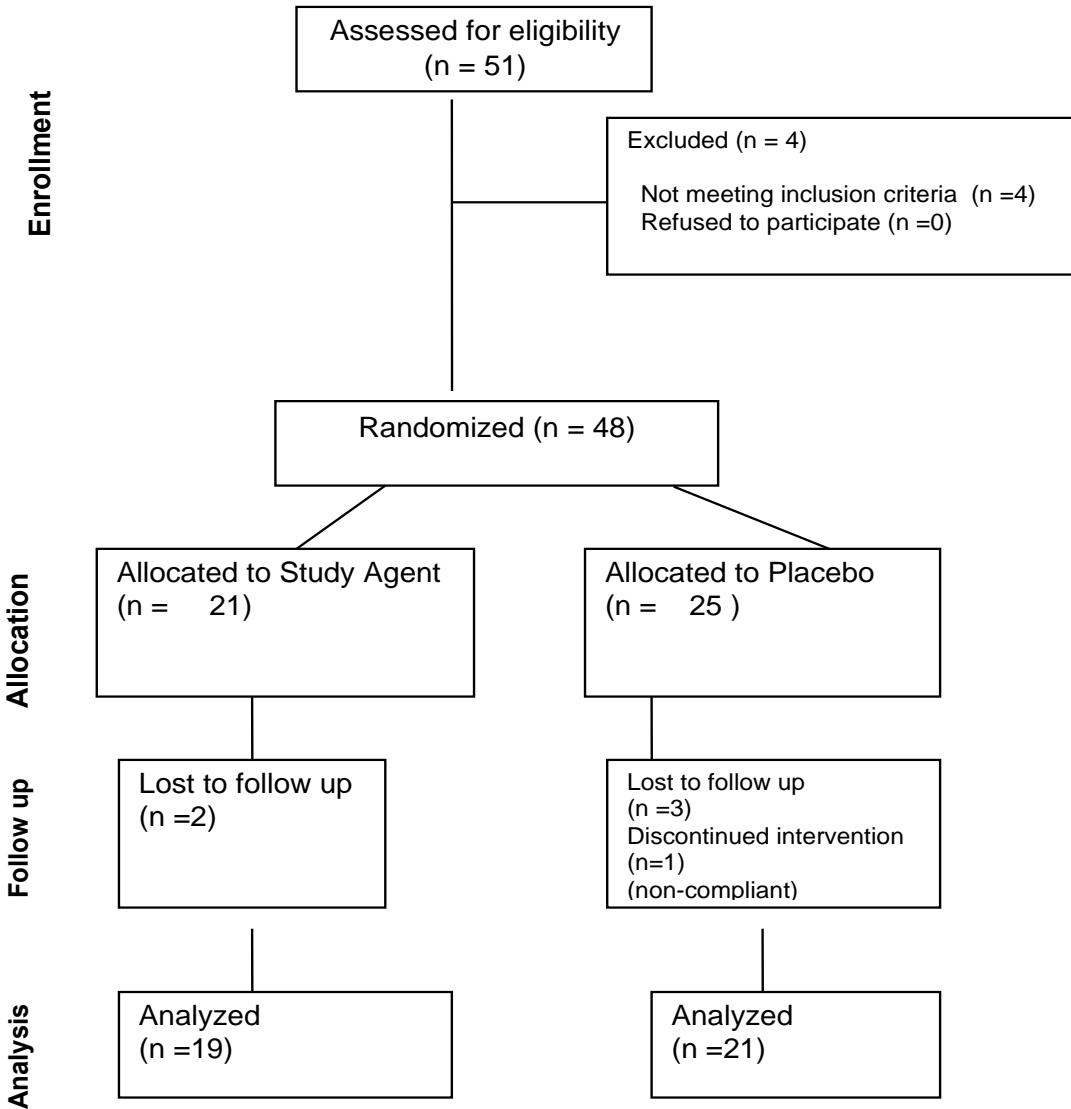 Assessed for eligibility
(n = 51)
Enrollment
Excluded (n = 4)
Not meeting inclusion criteria (n =4)
Refused to participate (n =0)
Randomized (n = 48)
Allocation
Allocated to Study Agent
(n = 21)
Allocated to Placebo
(n = 25 )
Follow up
Lost to follow up
(n =2)
Lost to follow up
(n =3)
Discontinued intervention
(n=1)
(non-compliant)
Analysis
Analyzed
(n =19)
Analyzed
(n =21)